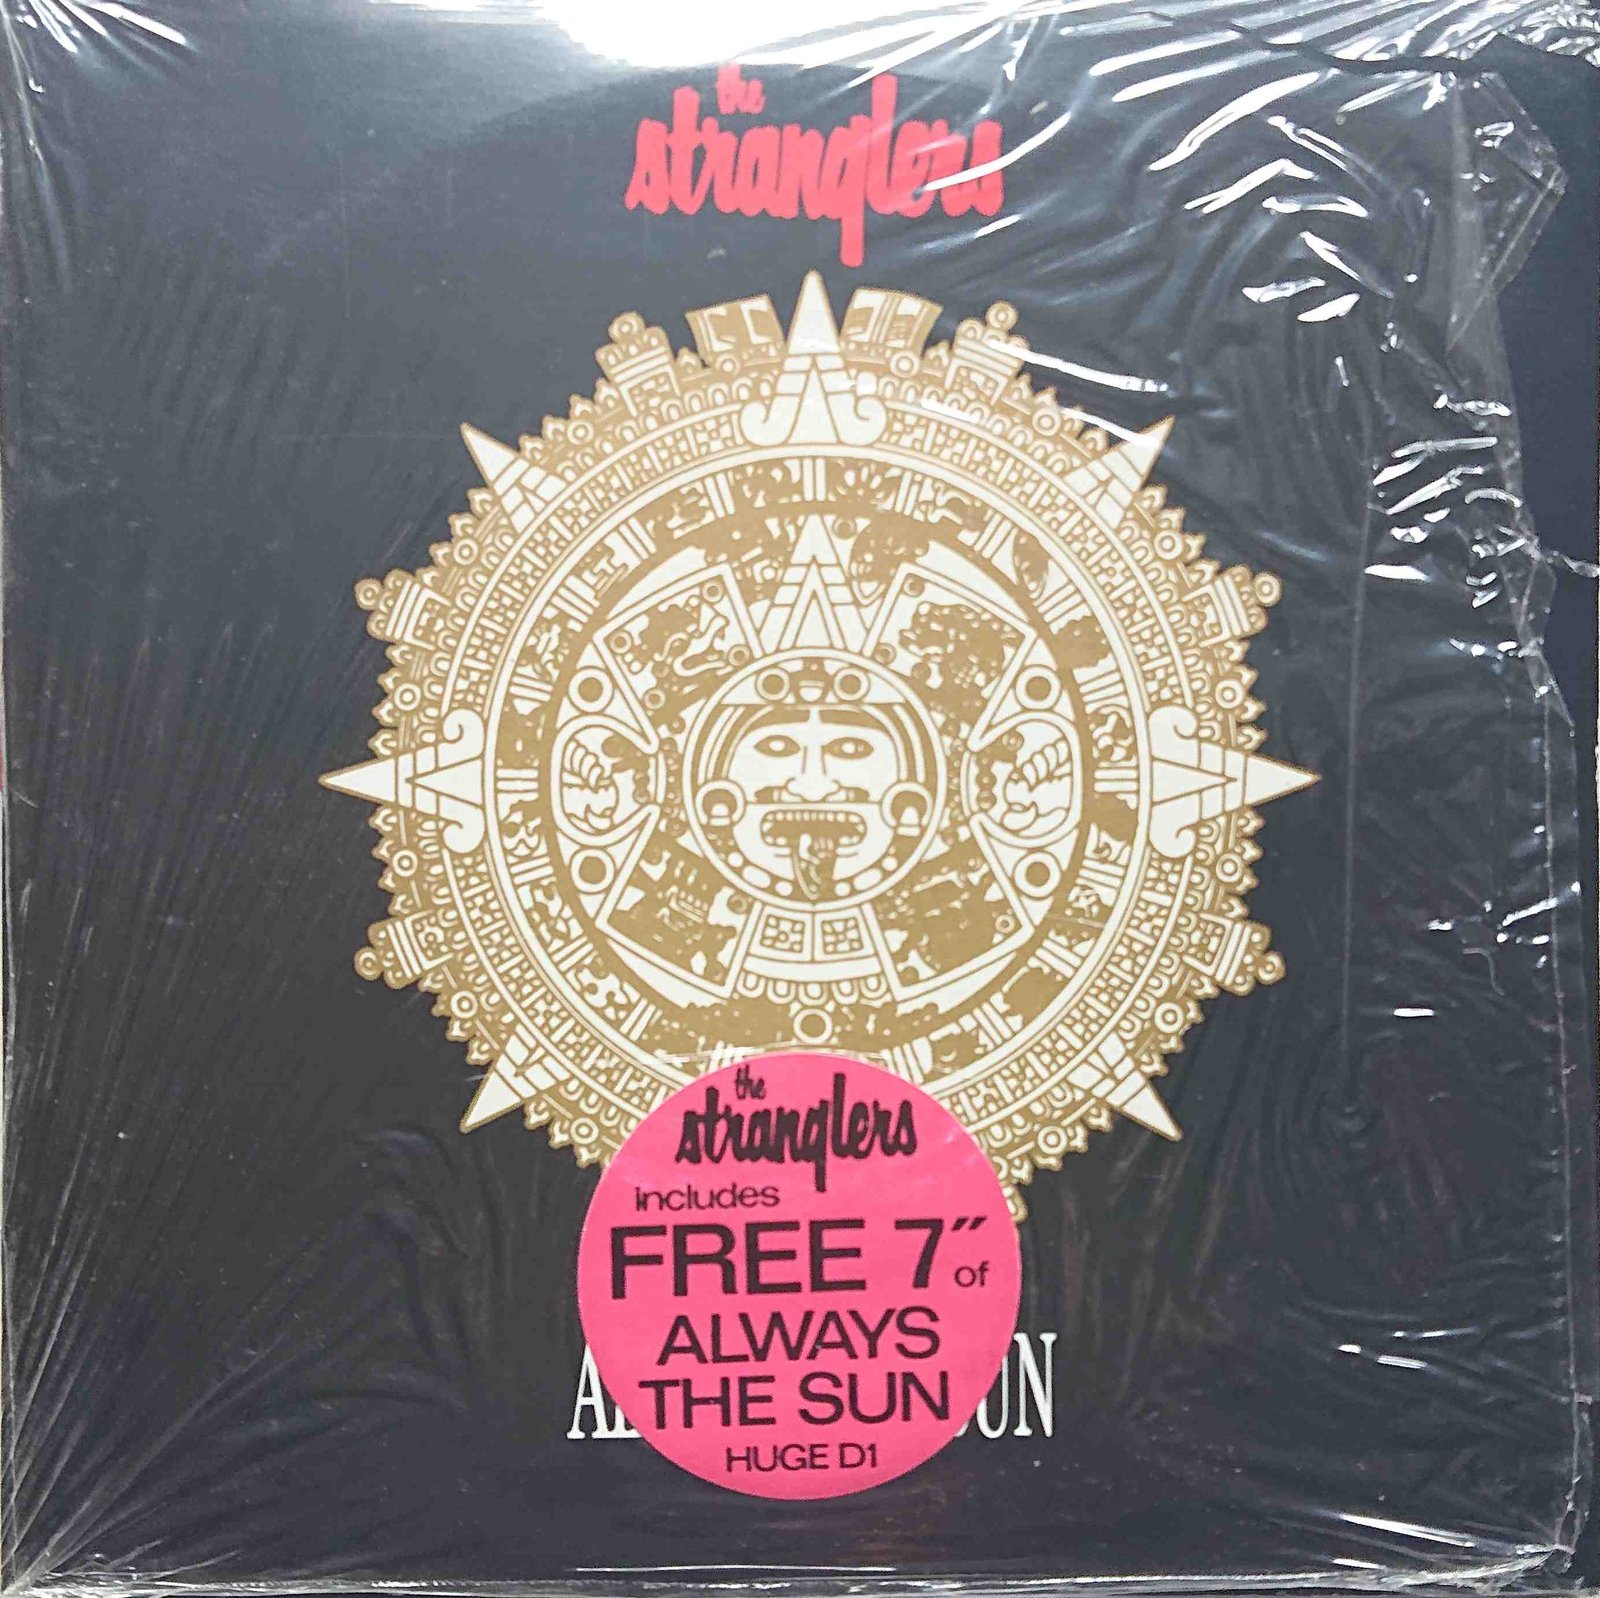 the
stranglers
the
stranglers
includes
FREE 7" of
ALWAYS
THE SUN
HUGE D1